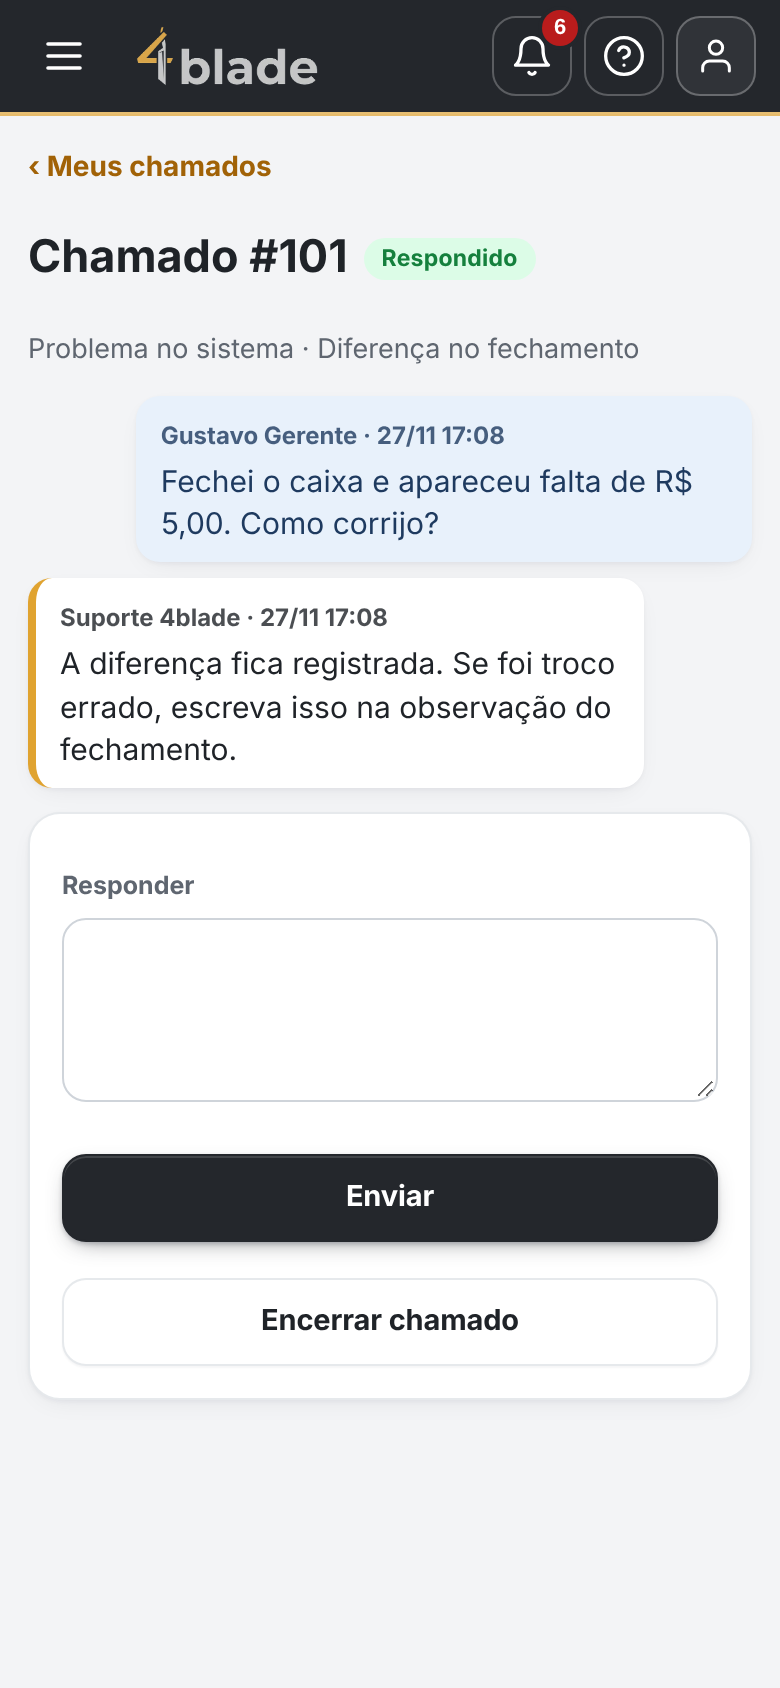 4blade
6
‹ Meus chamados
Chamado #101 Respondido
Problema no sistema · Diferença no fechamento
Gustavo Gerente · 27/11 17:08
Fechei o caixa e apareceu falta de R$
5,00. Como corrijo?
Suporte 4blade · 27/11 17:08
A diferença fica registrada. Se foi troco
errado, escreva isso na observação do
fechamento.
Responder
Enviar
Encerrar chamado